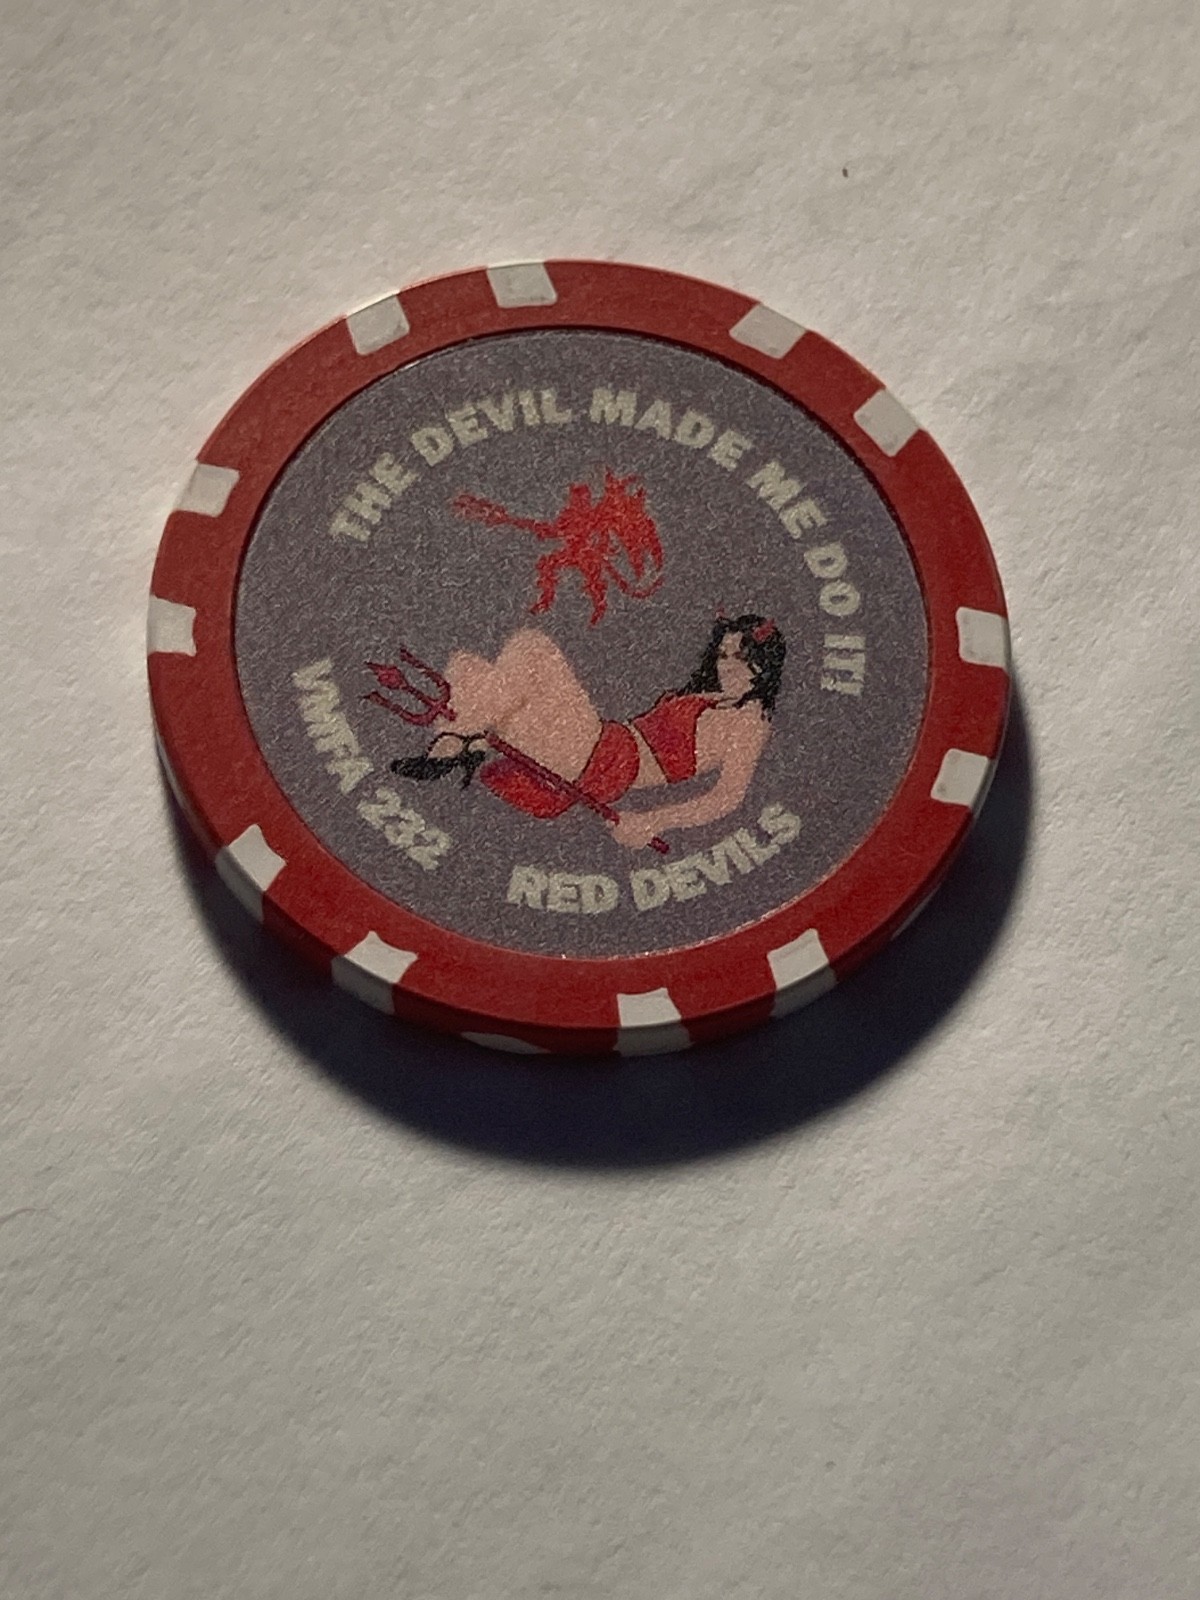 THE DEVIL MADE ME DO IT!
VMFA 232
RED DEVILS